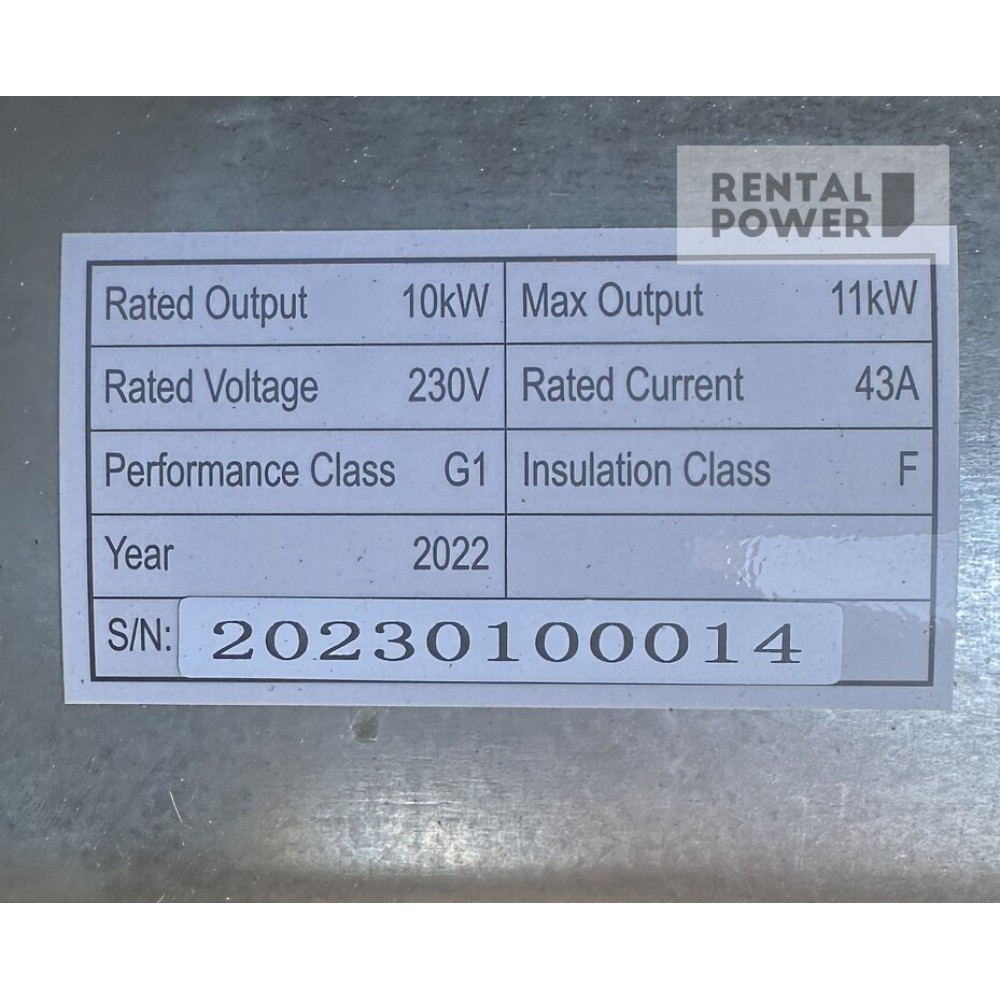 RENTAL
POWER
Rated Output 10kW Max Output 11kW
Rated Voltage 230V Rated Current 43A
Performance Class G1 Insulation Class F
Year 2022
S/N: 20230100014